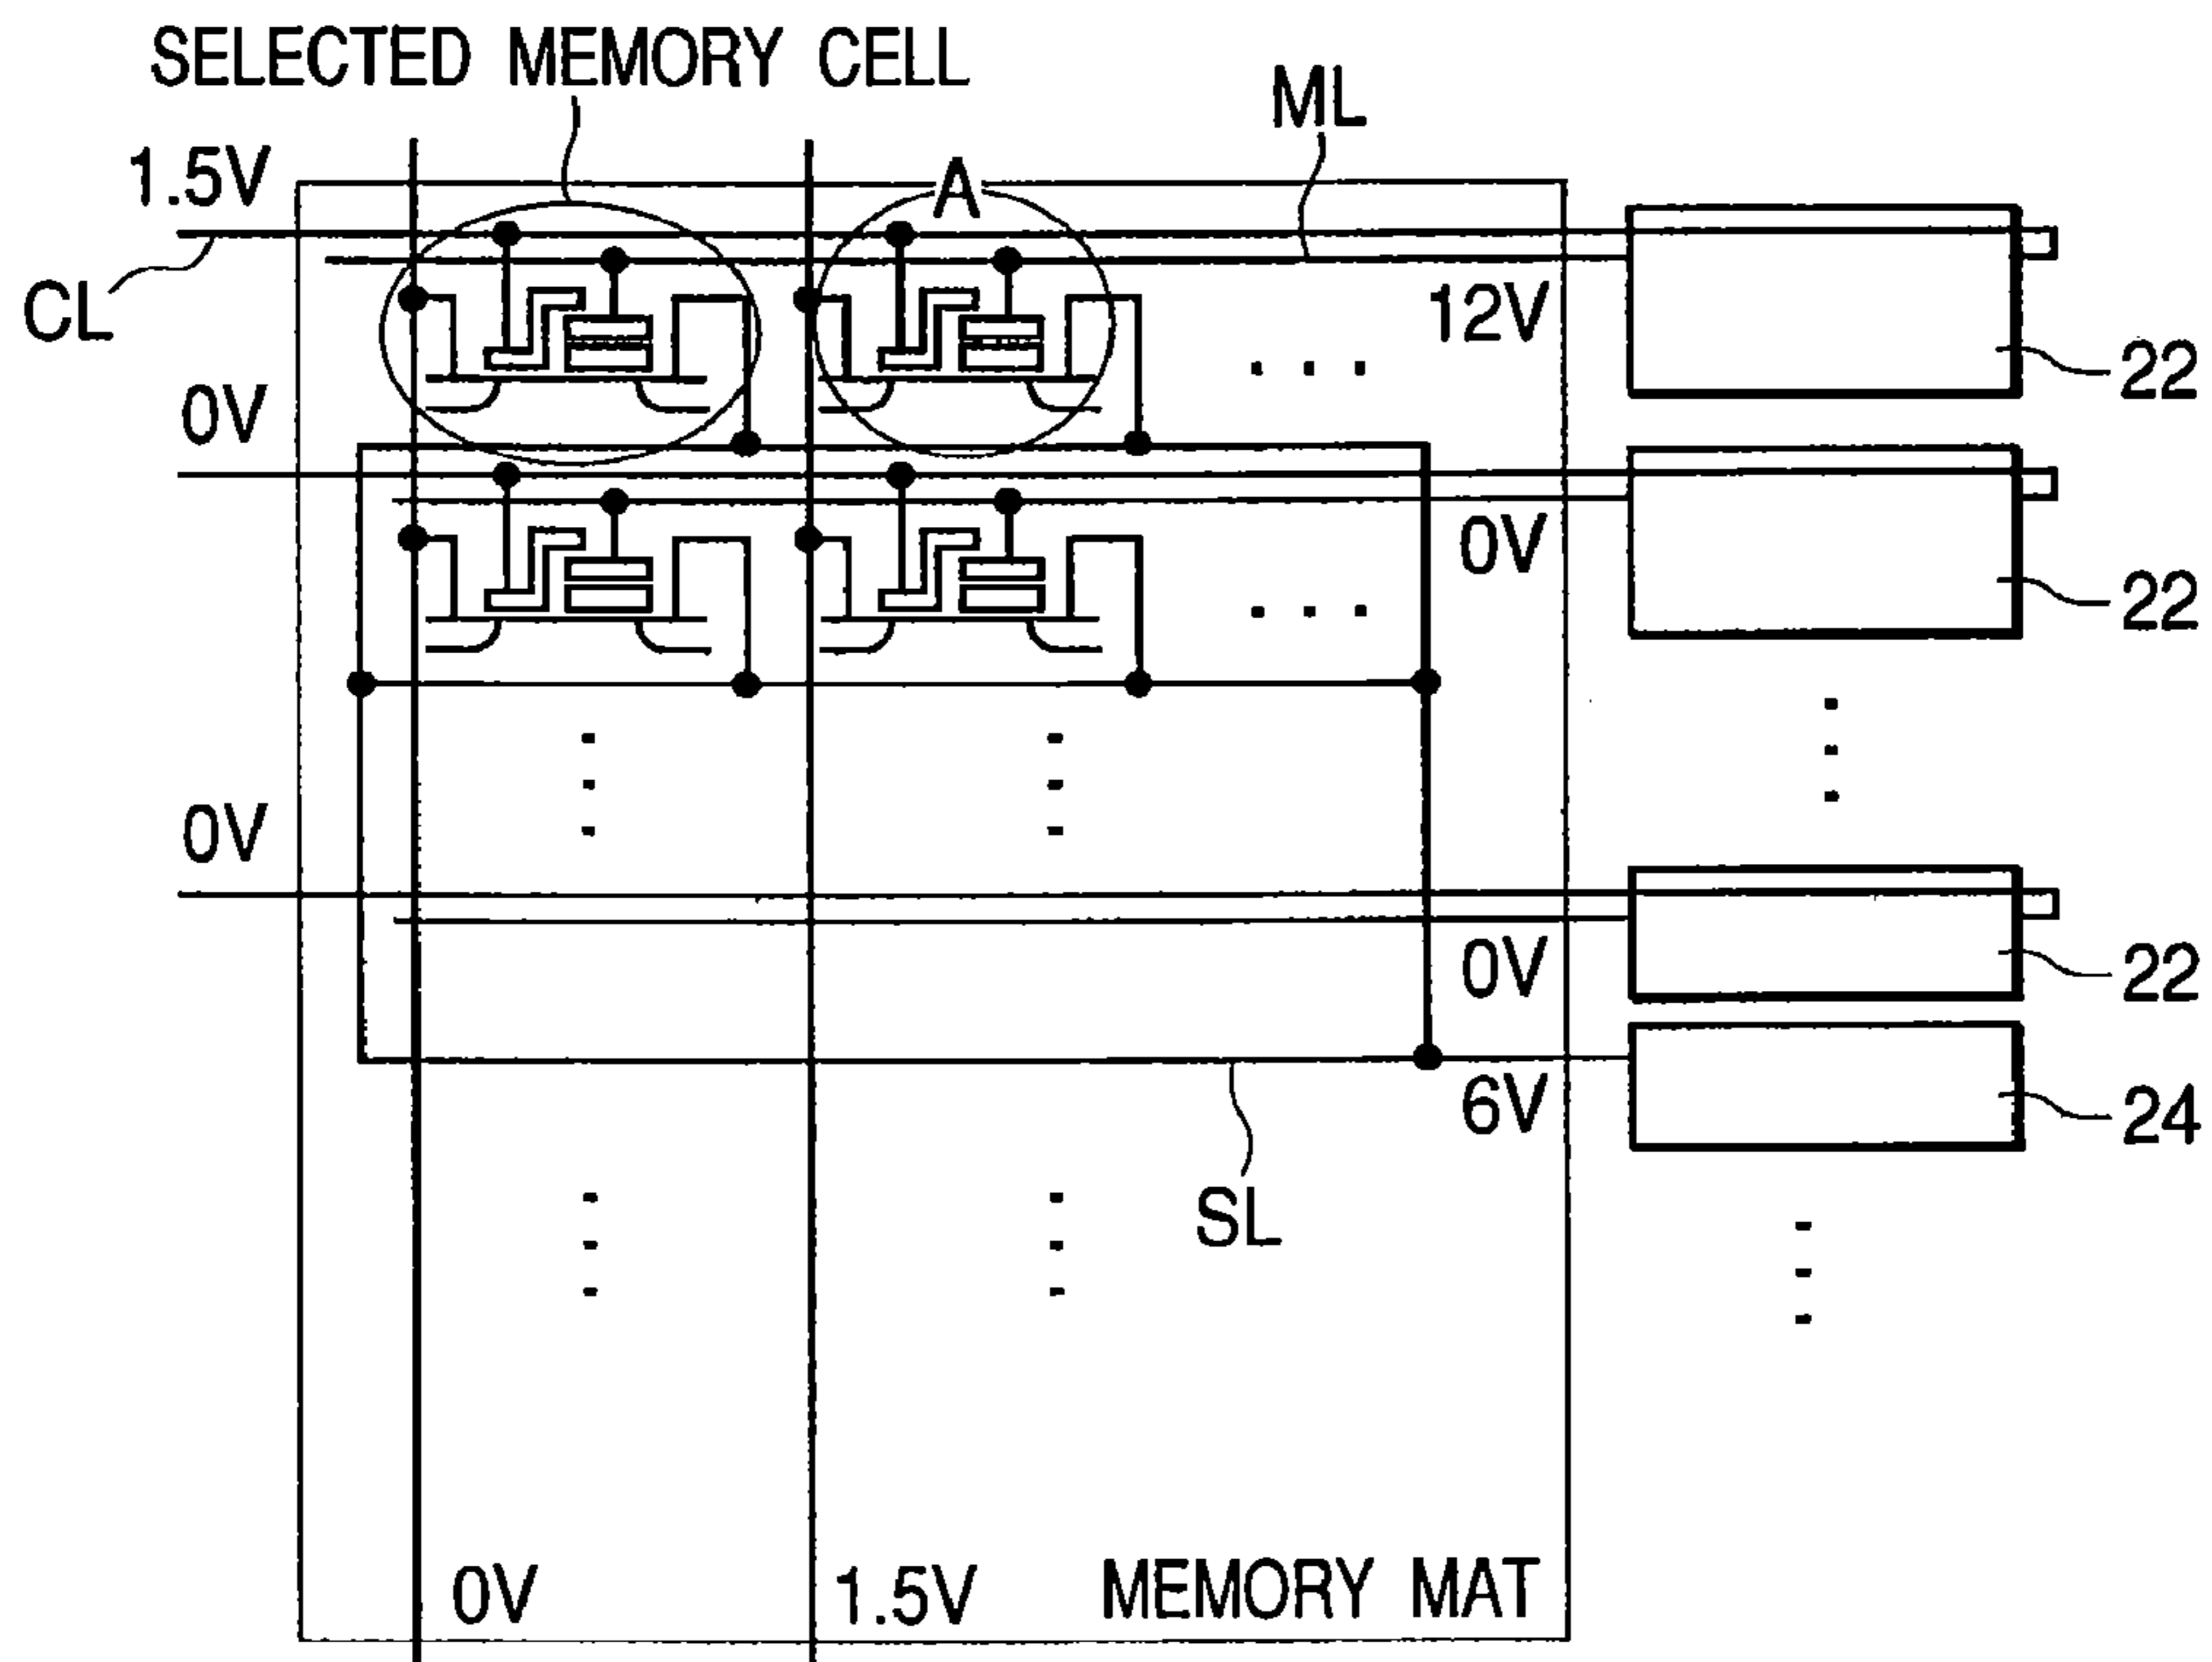 SELECTED MEMORY CELL
ML
1.5V
A
CL
12V
22
0V
0V
22
0V
0V
22
6V
24
SL
0V
1.5V
MEMORY MAT